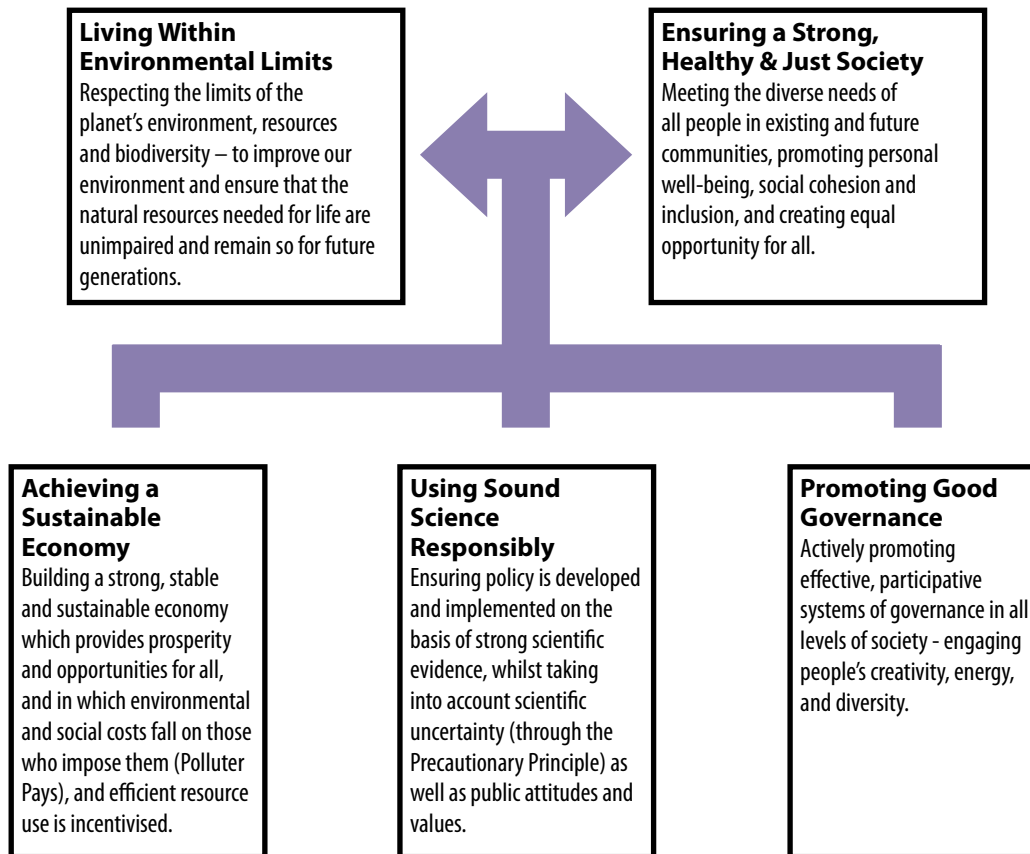 Living Within
Environmental Limits
Respecting the limits of the
planet’s environment, resources
and biodiversity – to improve our
environment and ensure that the
natural resources needed for life are
unimpaired and remain so for future
generations.
Ensuring a Strong,
Healthy & Just Society
Meeting the diverse needs of
all people in existing and future
communities, promoting personal
well-being, social cohesion and
inclusion, and creating equal
opportunity for all.
Achieving a
Sustainable
Economy
Building a strong, stable
and sustainable economy
which provides prosperity
and opportunities for all,
and in which environmental
and social costs fall on those
who impose them (Polluter
Pays), and efficient resource
use is incentivised.
Using Sound
Science
Responsibly
Ensuring policy is developed
and implemented on the
basis of strong scientific
evidence, whilst taking
into account scientific
uncertainty (through the
Precautionary Principle) as
well as public attitudes and
values.
Promoting Good
Governance
Actively promoting
effective, participative
systems of governance in all
levels of society - engaging
people’s creativity, energy,
and diversity.